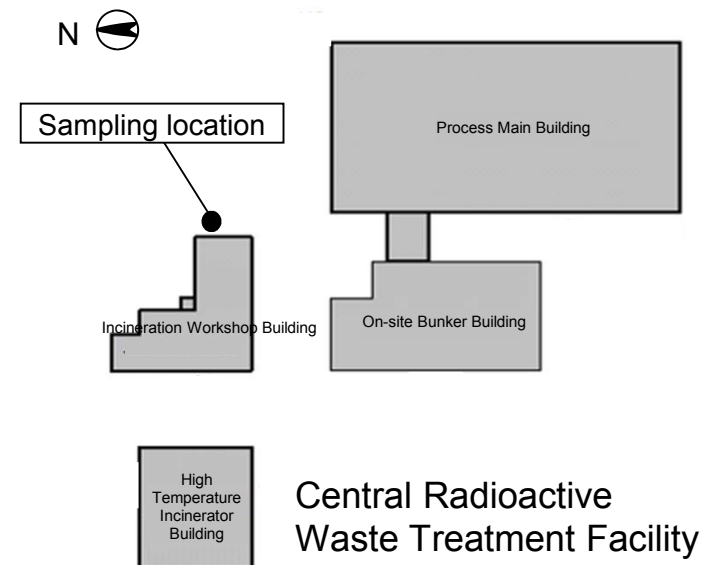 N
Sampling location
Process Main Building
Incineration Workshop Building
On-site Bunker Building
High
Temperature
Incinerator
Building
Central Radioactive
Waste Treatment Facility